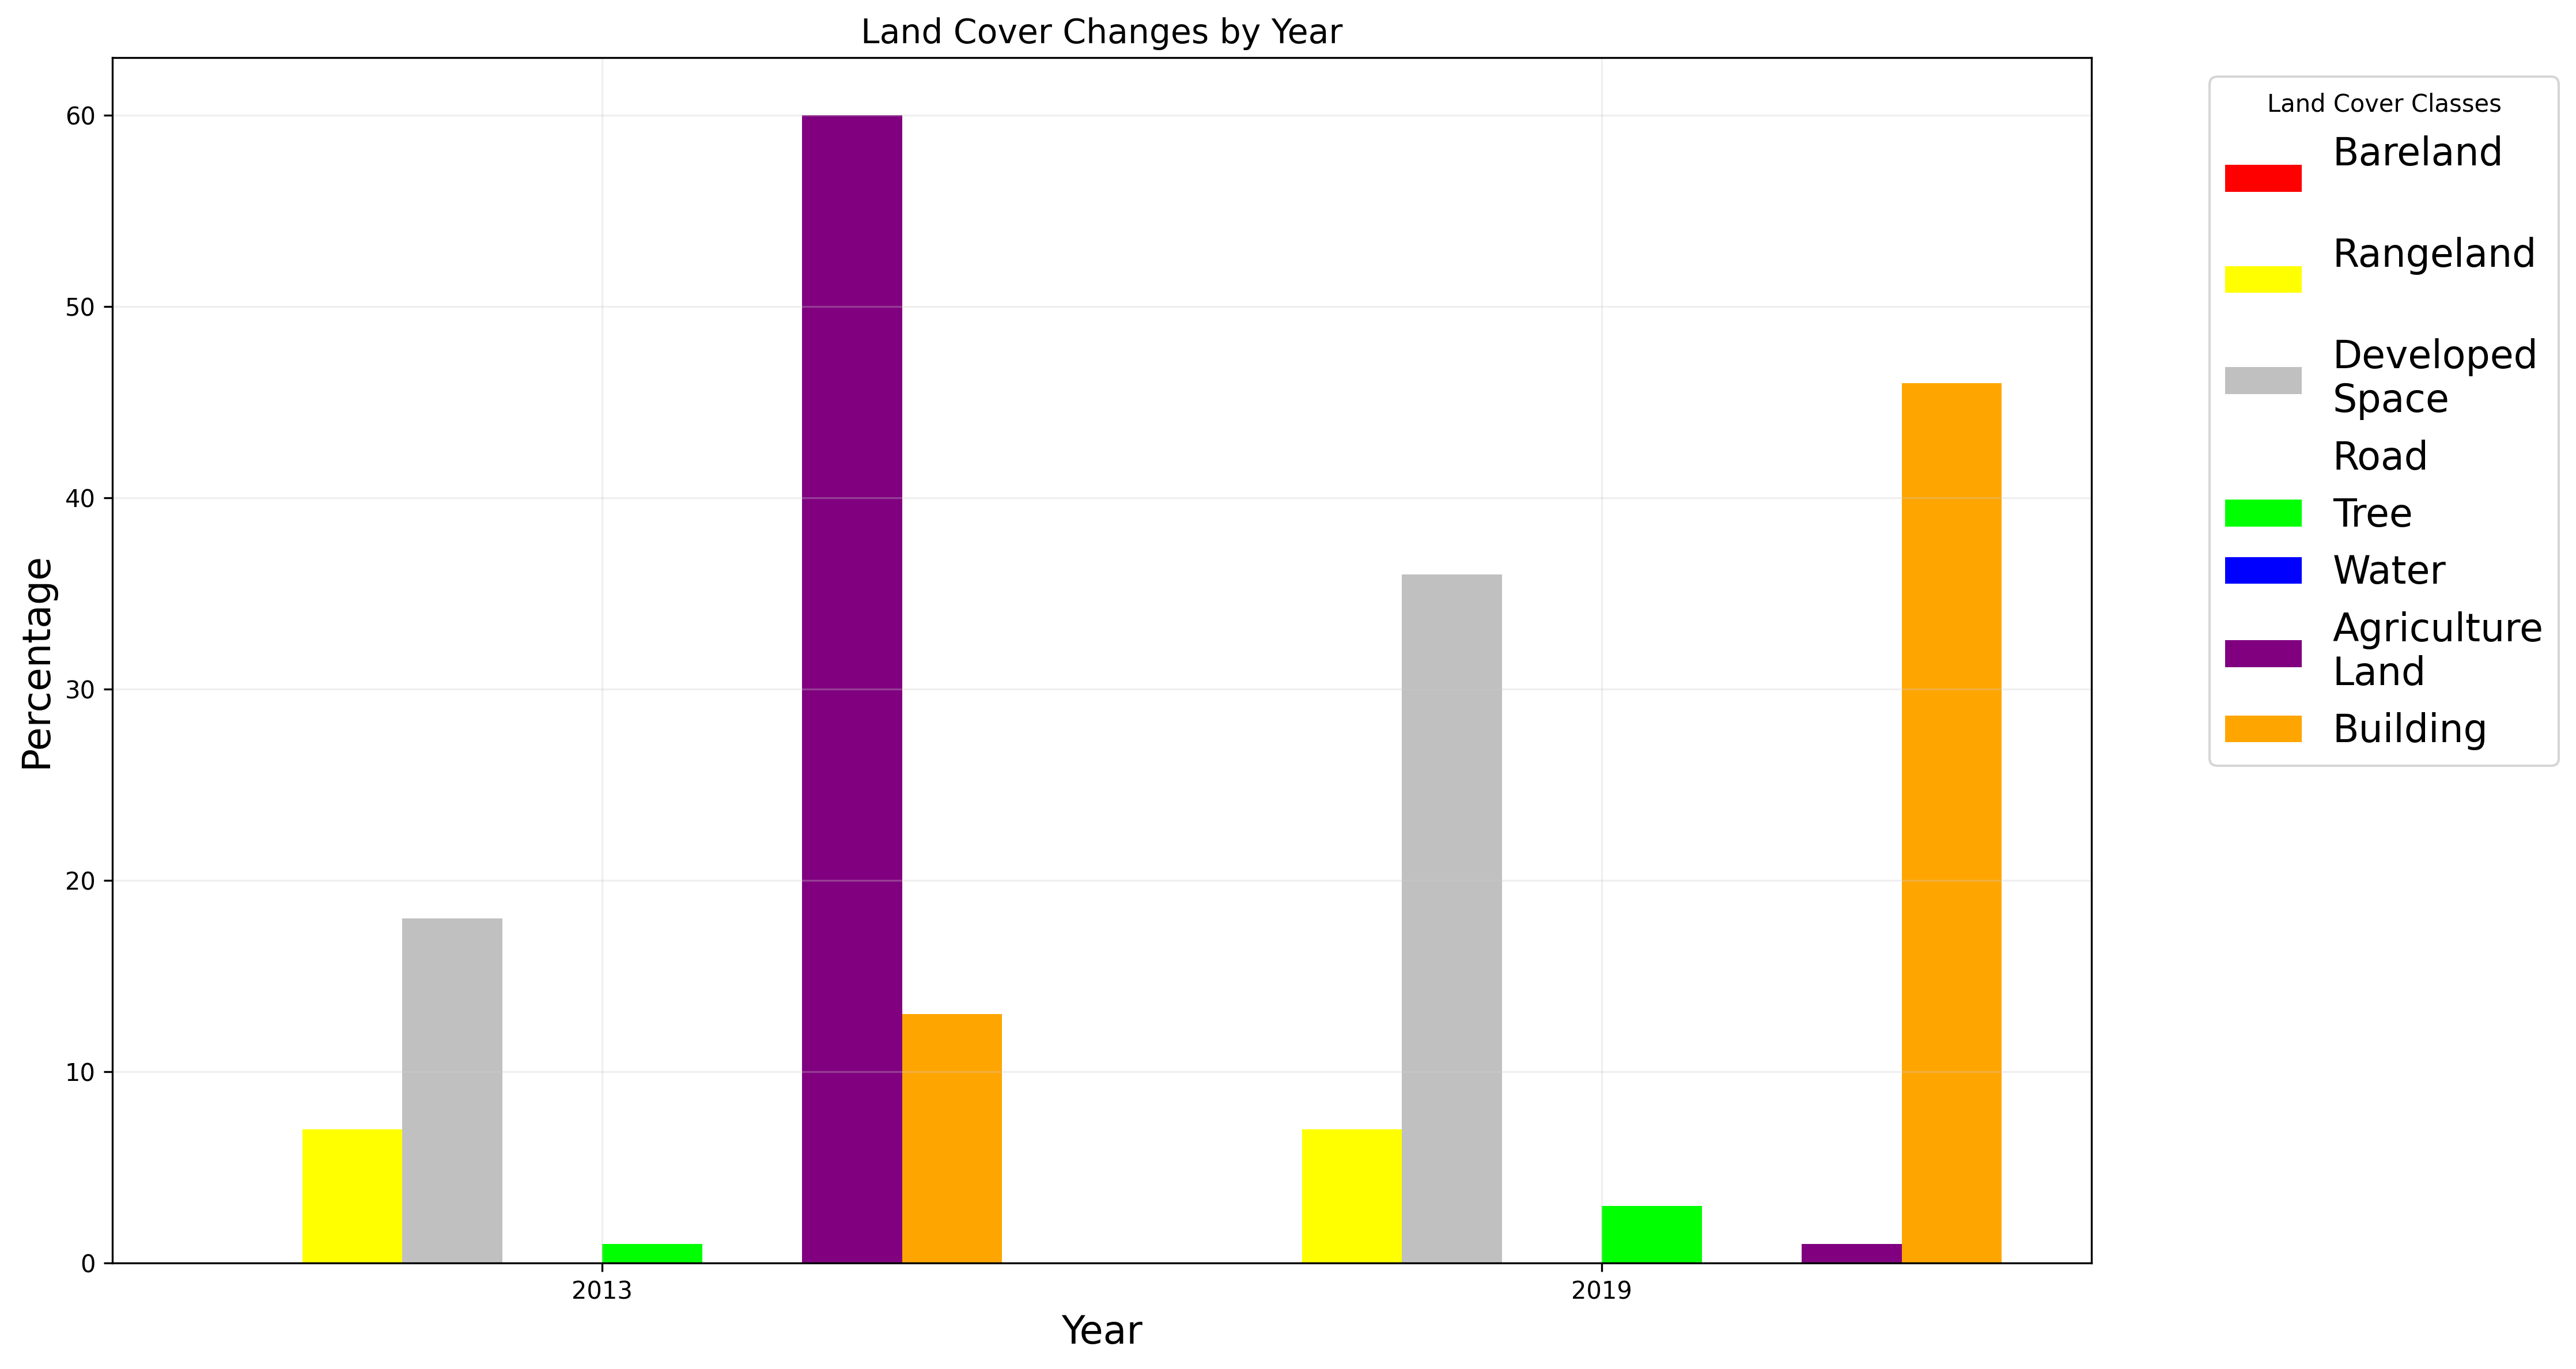 Land Cover Changes by Year
Land Cover Classes
Bareland
Rangeland
Developed
Space
Road
Tree
Water
Agriculture
Land
Building
Percentage
60
50
40
30
20
10
0
2013
2019
Year